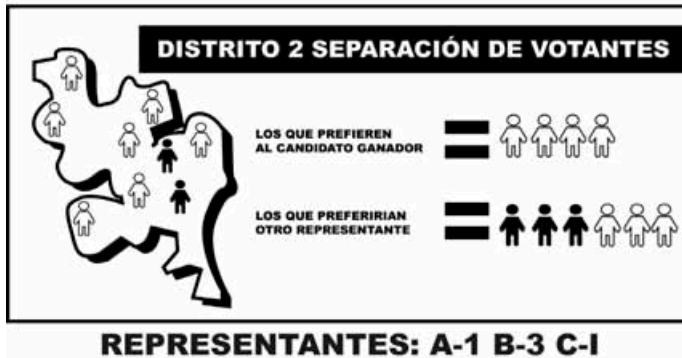 DISTRITO 2 SEPARACIÓN DE VOTANTES
LOS QUE PREFIEREN
AL CANDIDATO GANADOR
LOS QUE PREFERIRIAN
OTRO REPRESENTANTE
REPRESENTANTES: A-1 B-3 C-I